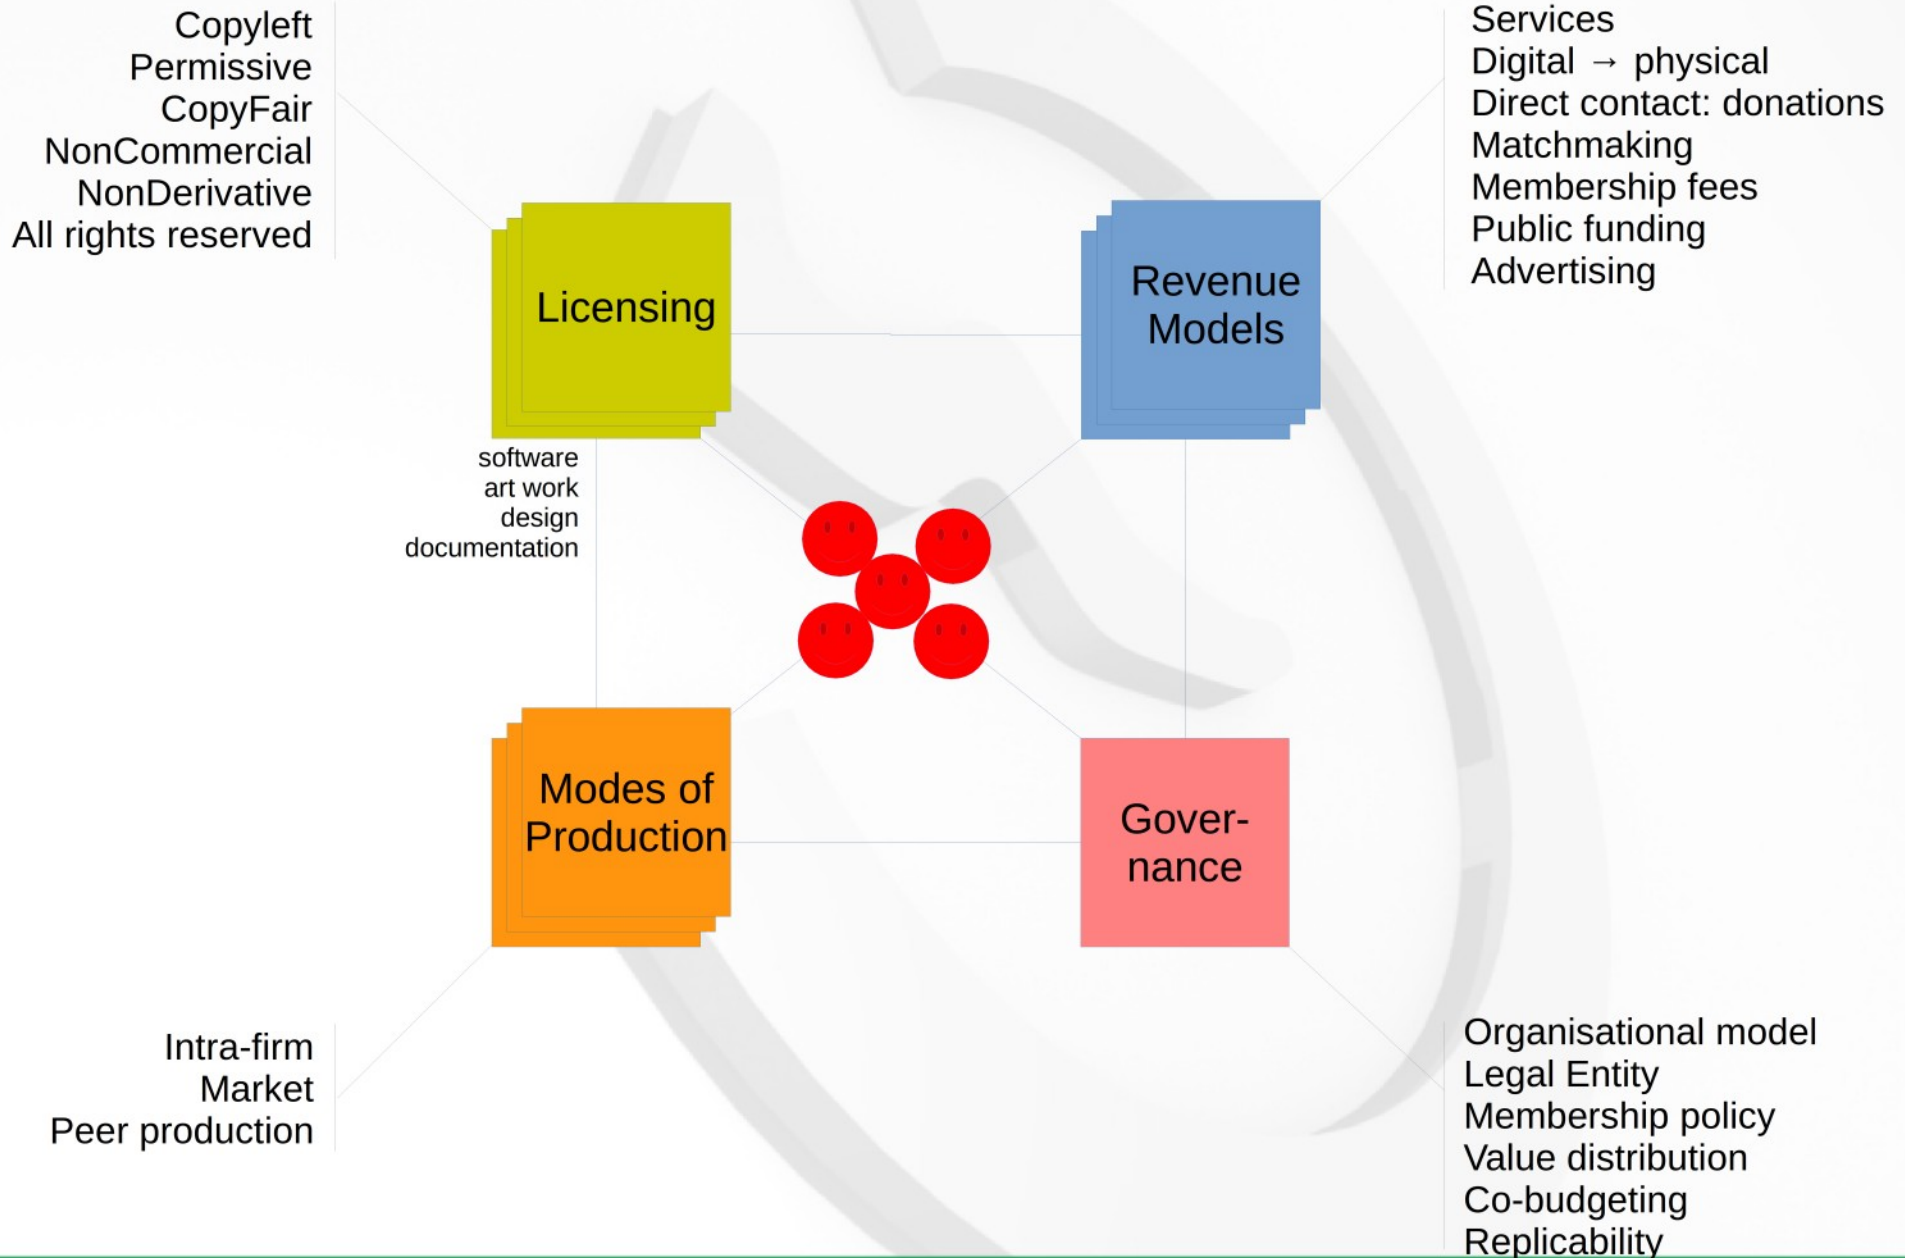 Copyleft
Permissive
CopyFair
NonCommercial
NonDerivative
All rights reserved
Services
Digital → physical
Direct contact: donations
Matchmaking
Membership fees
Public funding
Advertising
Licensing
Revenue
Models
software
art work
design
documentation
Modes of
Production
Gover-
nance
Intra-firm
Market
Peer production
Organisational model
Legal Entity
Membership policy
Value distribution
Co-budgeting
Replicability